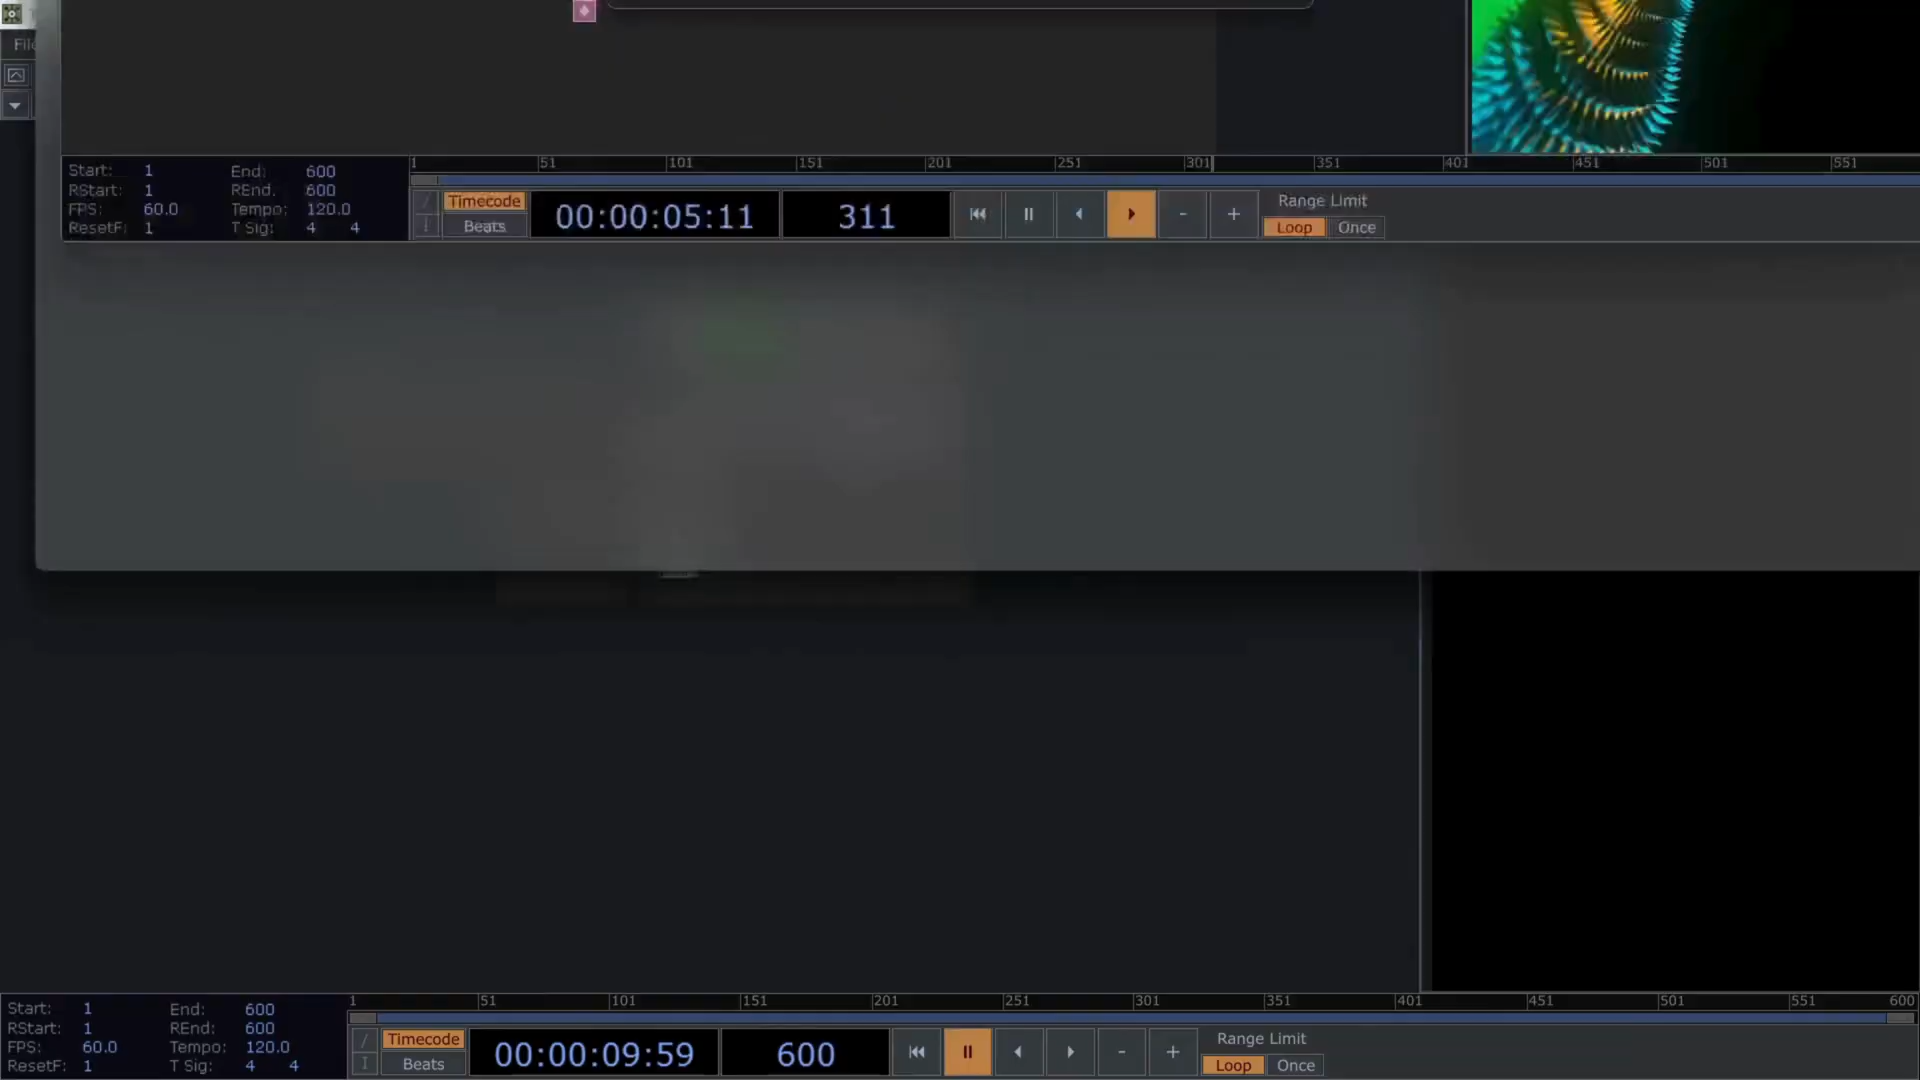 File
1 51 101 151 201 251 301 351 401 451 501 551
Start: 1 End: 600
RStart: 1 REnd: 600
FPS: 60.0 Tempo: 120.0
ResetF: 1 T Sig: 4 4
Timecode
Beats
00:00:05:11 311
- +
Range Limit
Loop Once
1 51 101 151 201 251 301 351 401 451 501 551 600
Start: 1 End: 600
RStart: 1 REnd: 600
FPS: 60.0 Tempo: 120.0
ResetF: 1 T Sig: 4 4
/ Timecode
I Beats
00:00:09:59 600
- +
Range Limit
Loop Once